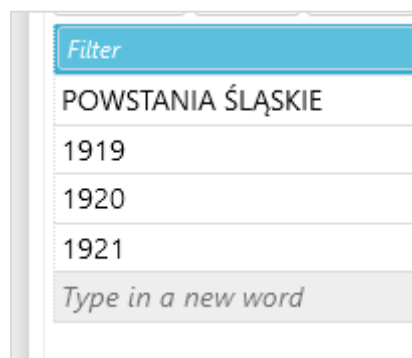 Filter
POWSTANIA ŚLĄSKIE
1919
1920
1921
Type in a new word